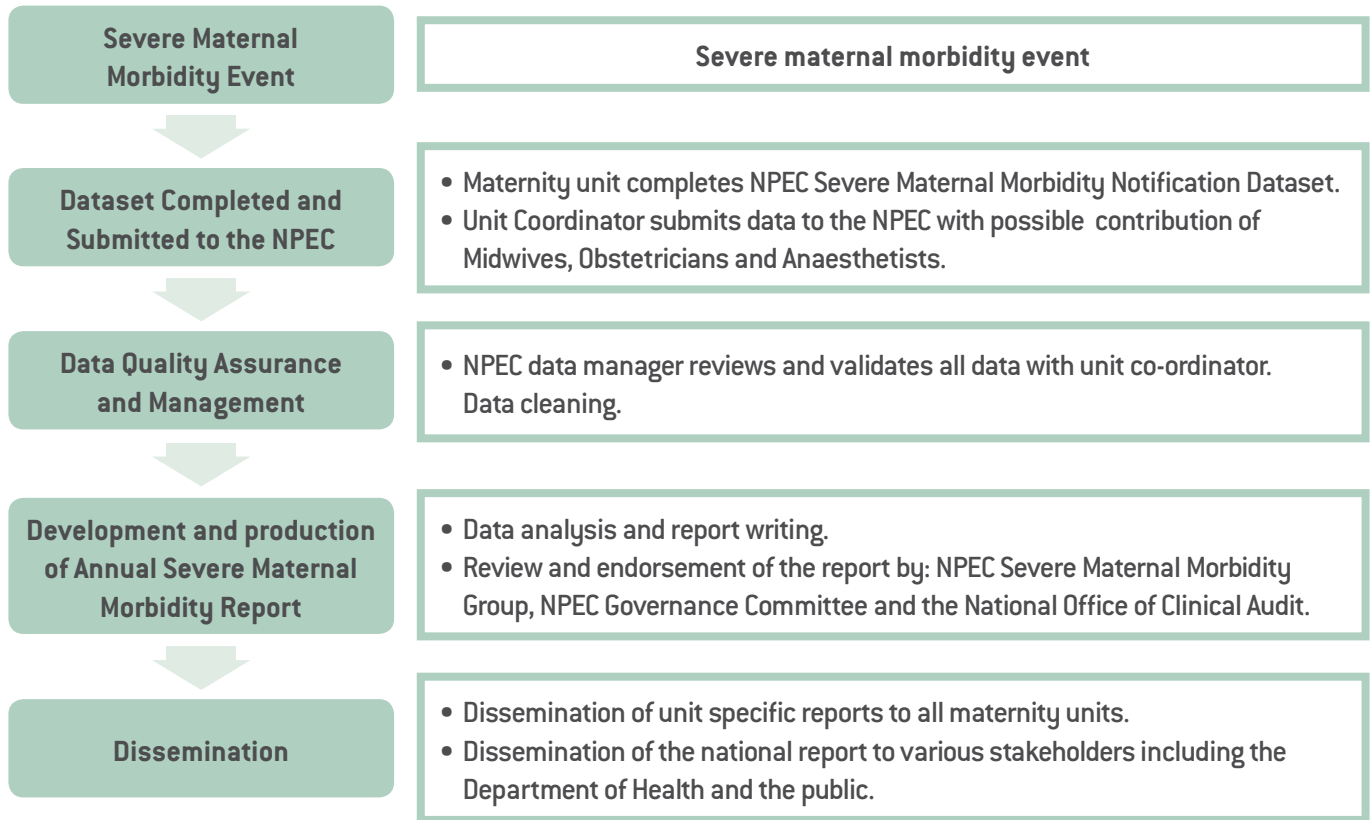 Severe Maternal
Morbidity Event
Severe maternal morbidity event
Dataset Completed and
Submitted to the NPEC
• Maternity unit completes NPEC Severe Maternal Morbidity Notification Dataset.
• Unit Coordinator submits data to the NPEC with possible contribution of
Midwives, Obstetricians and Anaesthetists.
Data Quality Assurance
and Management
• NPEC data manager reviews and validates all data with unit co-ordinator.
Data cleaning.
Development and production
of Annual Severe Maternal
Morbidity Report
• Data analysis and report writing.
• Review and endorsement of the report by: NPEC Severe Maternal Morbidity
Group, NPEC Governance Committee and the National Office of Clinical Audit.
Dissemination
• Dissemination of unit specific reports to all maternity units.
• Dissemination of the national report to various stakeholders including the
Department of Health and the public.